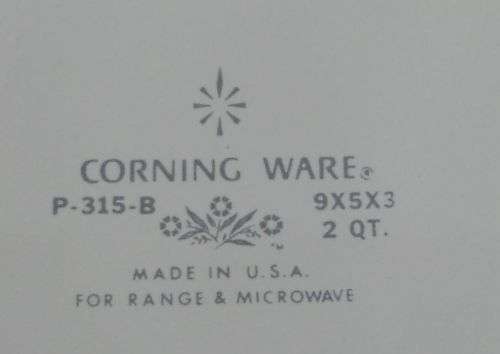 CORNING WARE®
P-315-B 9X5X3
2 QT.
MADE IN U.S.A.
FOR RANGE & MICROWAVE